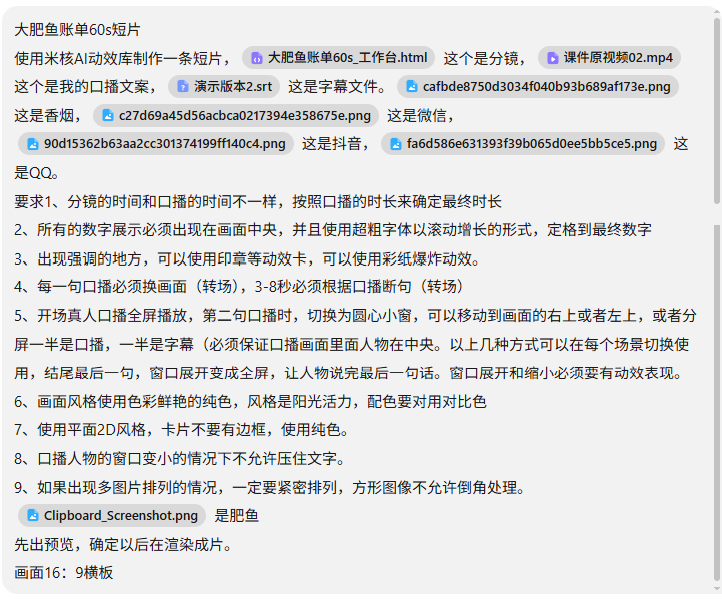 大肥鱼账单60s短片
使用米核AI动效库制作一条短片， 大肥鱼账单60s_工作台.html 这个是分镜， 课件原视频02.mp4
这个是我的口播文案， 演示版本2.srt 这是字幕文件。 cafbde8750d3034f040b93b689af173e.png
这是香烟， c27d69a45d56acbca0217394e358675e.png 这是微信，
90d15362b63aa2cc301374199ff140c4.png 这是抖音， fa6d586e631393f39b065d0ee5bb5ce5.png 这
是QQ。
要求1、分镜的时间和口播的时间不一样，按照口播的时长来确定最终时长
2、所有的数字展示必须出现在画面中央，并且使用超粗字体以滚动增长的形式，定格到最终数字
3、出现强调的地方，可以使用印章等动效卡，可以使用彩纸爆炸动效。
4、每一句口播必须换画面（转场），3-8秒必须根据口播断句（转场）
5、开场真人口播全屏播放，第二句口播时，切换为圆心小窗，可以移动到画面的右上或者左上，或者分
屏一半是口播，一半是字幕（必须保证口播画面里面人物在中央。以上几种方式可以在每个场景切换使
用，结尾最后一句，窗口展开变成全屏，让人物说完最后一句话。窗口展开和缩小必须要有动效表现。
6、画面风格使用色彩鲜艳的纯色，风格是阳光活力，配色要对用对比色
7、使用平面2D风格，卡片不要有边框，使用纯色。
8、口播人物的窗口变小的情况下不允许压住文字。
9、如果出现多图片排列的情况，一定要紧密排列，方形图像不允许倒角处理。
Clipboard_Screenshot.png 是肥鱼
先出预览，确定以后在渲染成片。
画面16：9横板